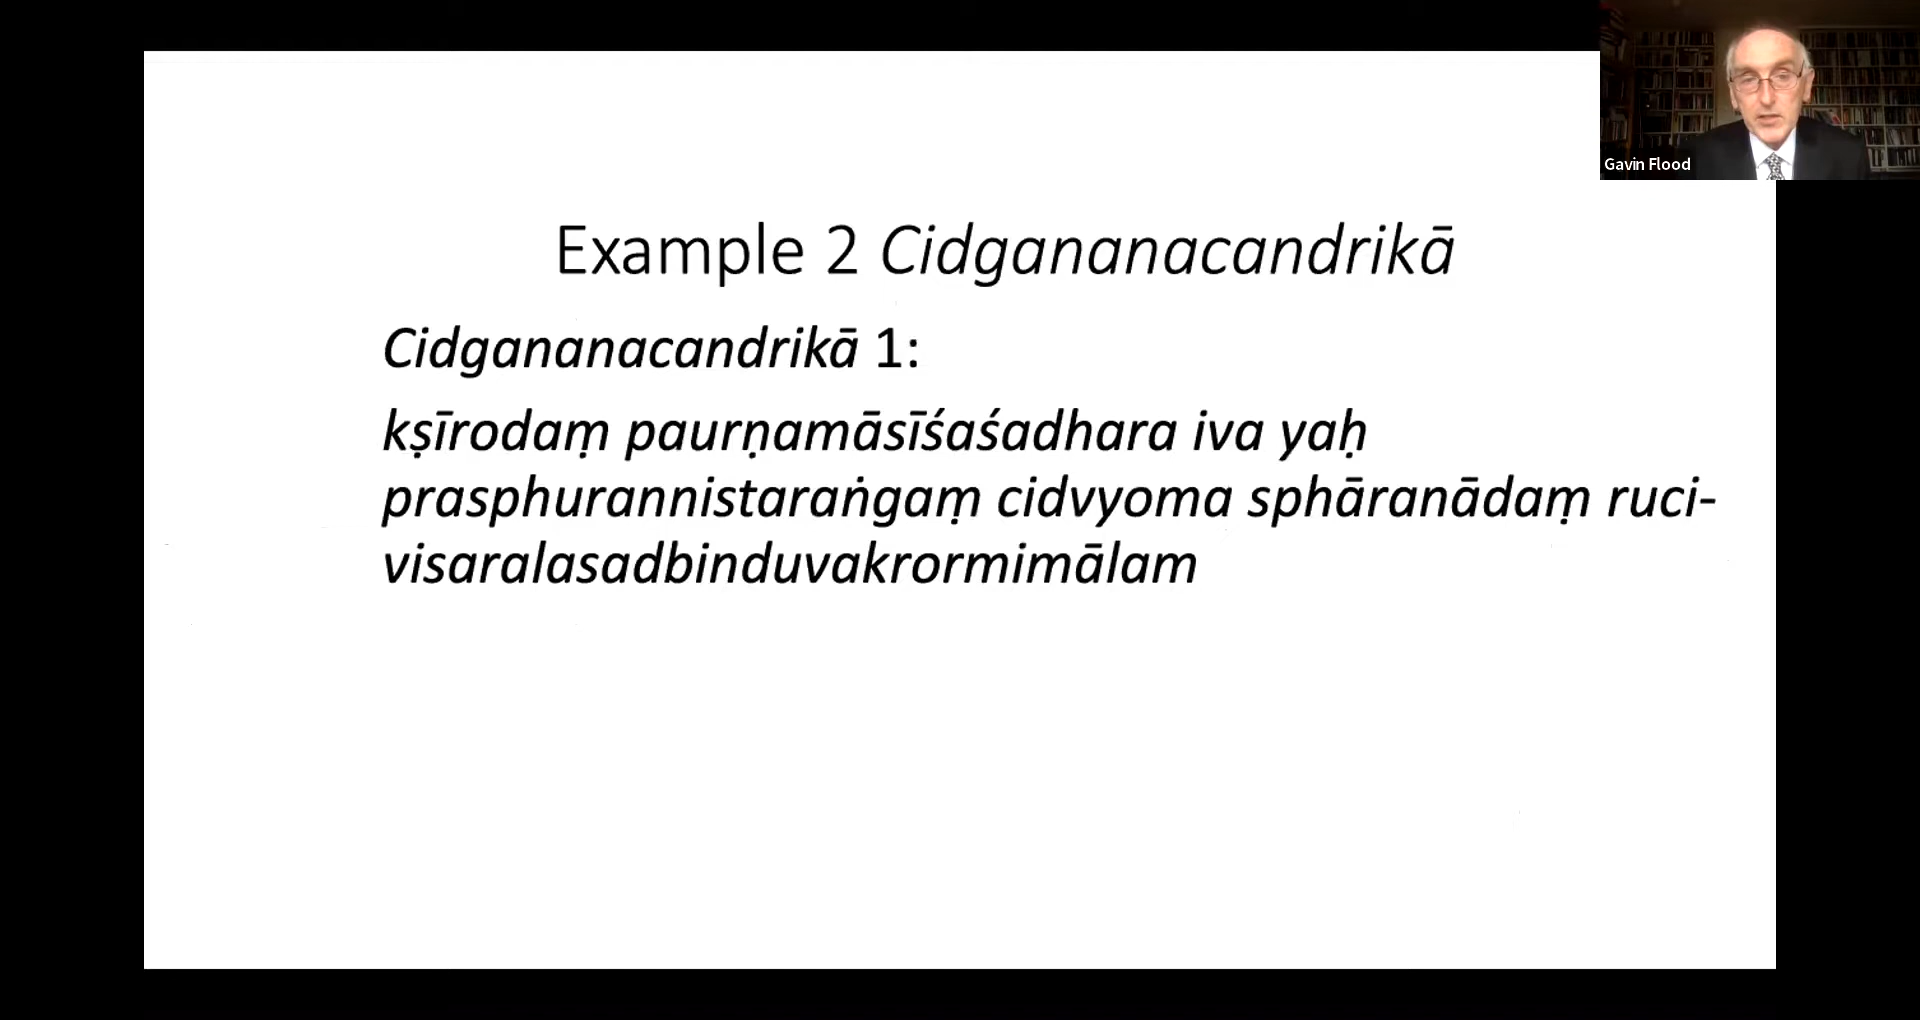 Gavin Flood
Example 2 Cidgananacandrikā
Cidgananacandrikā 1:
kṣīrodaṃ paurṇamāsīśaśadhara iva yaḥ
prasphurannistaraṅgaṃ cidvyoma sphāranādaṃ ruci-
visaralasadbinduvakrormimālam